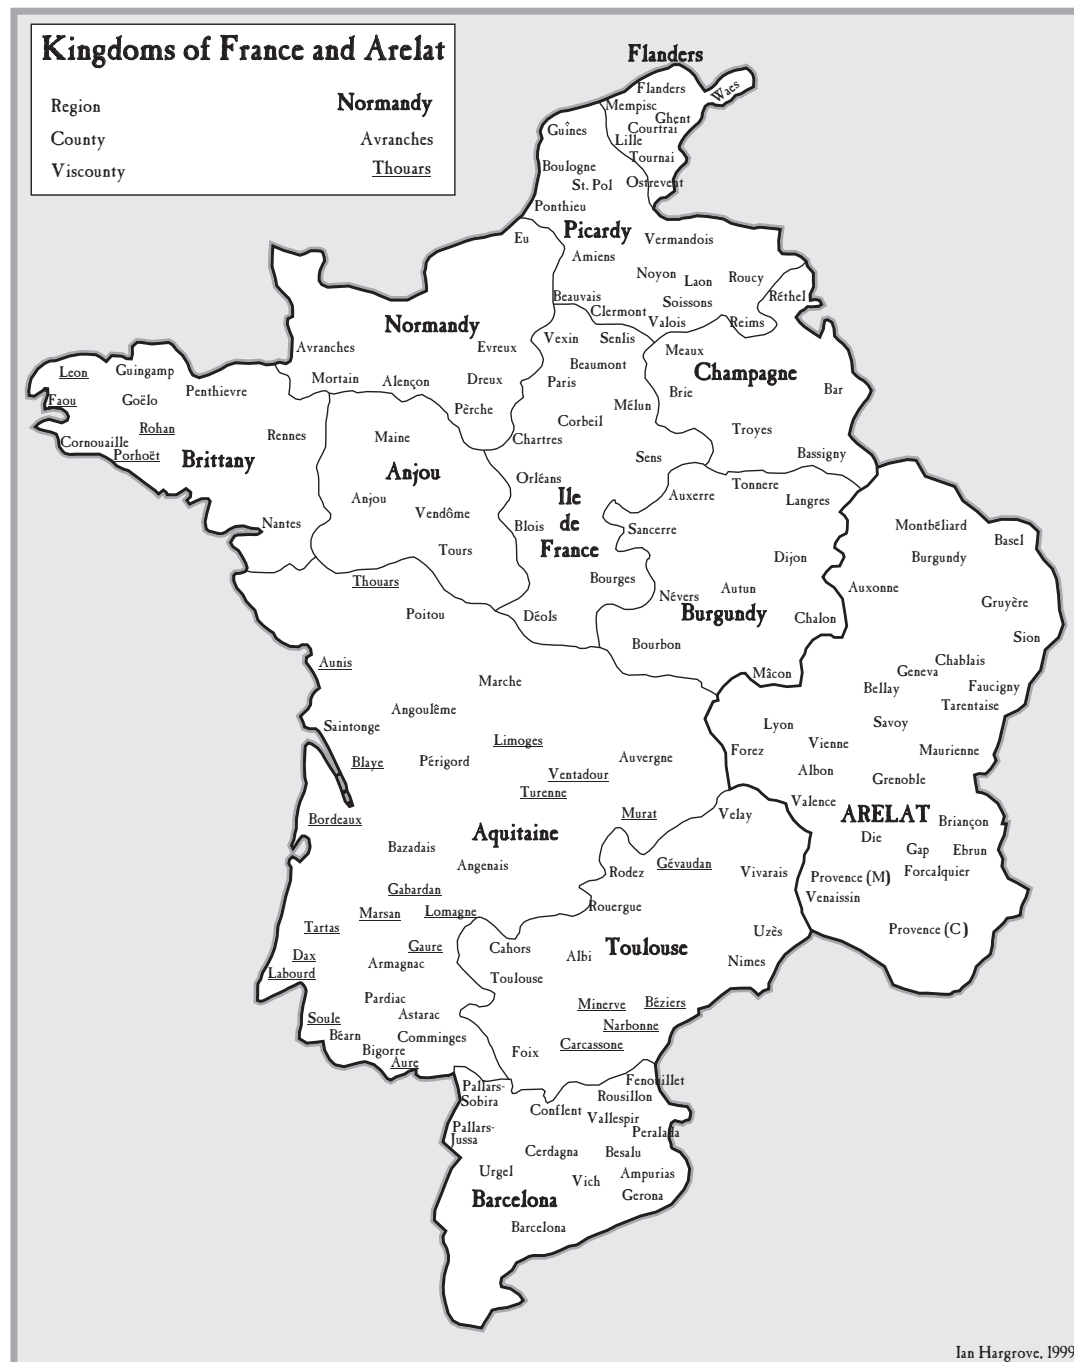 Kingdoms of France and Arelat
Region Normandy
County Avranches
Viscounty Thouars
Flanders
Flanders
Waes
Mempisc
Ghent
Guînes
Courtrai
Lille
Tournai
Boulogne
St. Pol
Ostrevent
Ponthieu
Picardy
Eu
Vermandois
Amiens
Noyon
Laon
Roucy
Beauvais
Soissons
Réthel
Clermont
Valois
Reims
Normandy
Avranches
Evreux
Mortain
Alençon
Dreux
Pèrche
Vexin
Senlis
Beaumont
Paris
Mélun
Corbeil
Chartres
Sens
Orléans
Ile
de
France
Blois
Bourges
Déols
Meaux
Champagne
Brie
Bar
Troyes
Bassigny
Leon
Guingamp
Penthievre
Faou
Goëlo
Rohan
Cornouaille
Porhoët
Brittany
Rennes
Nantes
Maine
Anjou
Anjou
Vendôme
Tours
Tonnere
Auxerre
Langres
Sancerre
Dijon
Autun
Névers
Burgundy
Chalon
Bourbon
Mâcon
Montbéliard
Basel
Burgundy
Auxonne
Gruyère
Sion
Chablais
Geneva
Bellay
Faucigny
Tarentaise
Lyon
Savoy
Forez
Vienne
Maurienne
Albon
Grenoble
Valence
ARELAT
Briançon
Die
Gap
Ebrun
Forcalquier
Provence (M)
Venaissin
Provence (C)
Thouars
Poitou
Aunis
Marche
Angoulême
Saintonge
Limoges
Blaye
Périgord
Auvergne
Ventadour
Turenne
Bordeaux
Murat
Aquitaine
Bazadais
Angenais
Gabardan
Marsan
Lomagne
Tartas
Gaure
Dax
Armagnac
Labourd
Pardiac
Astarac
Soule
Béarn
Comminges
Bigorre
Aure
Velay
Gévaudan
Rodez
Vivarais
Rouergue
Uzès
Cahors
Toulouse
Albi
Nimes
Toulouse
Minerve
Béziers
Narbonne
Carcassone
Foix
Fenouillet
Pallars-
Sobira
Rousillon
Conflent
Vallespir
Pallars-
Jussa
Peralada
Cerdagna
Besalu
Urgel
Ampurias
Vich
Gerona
Barcelona
Barcelona
Ian Hargrove, 1999